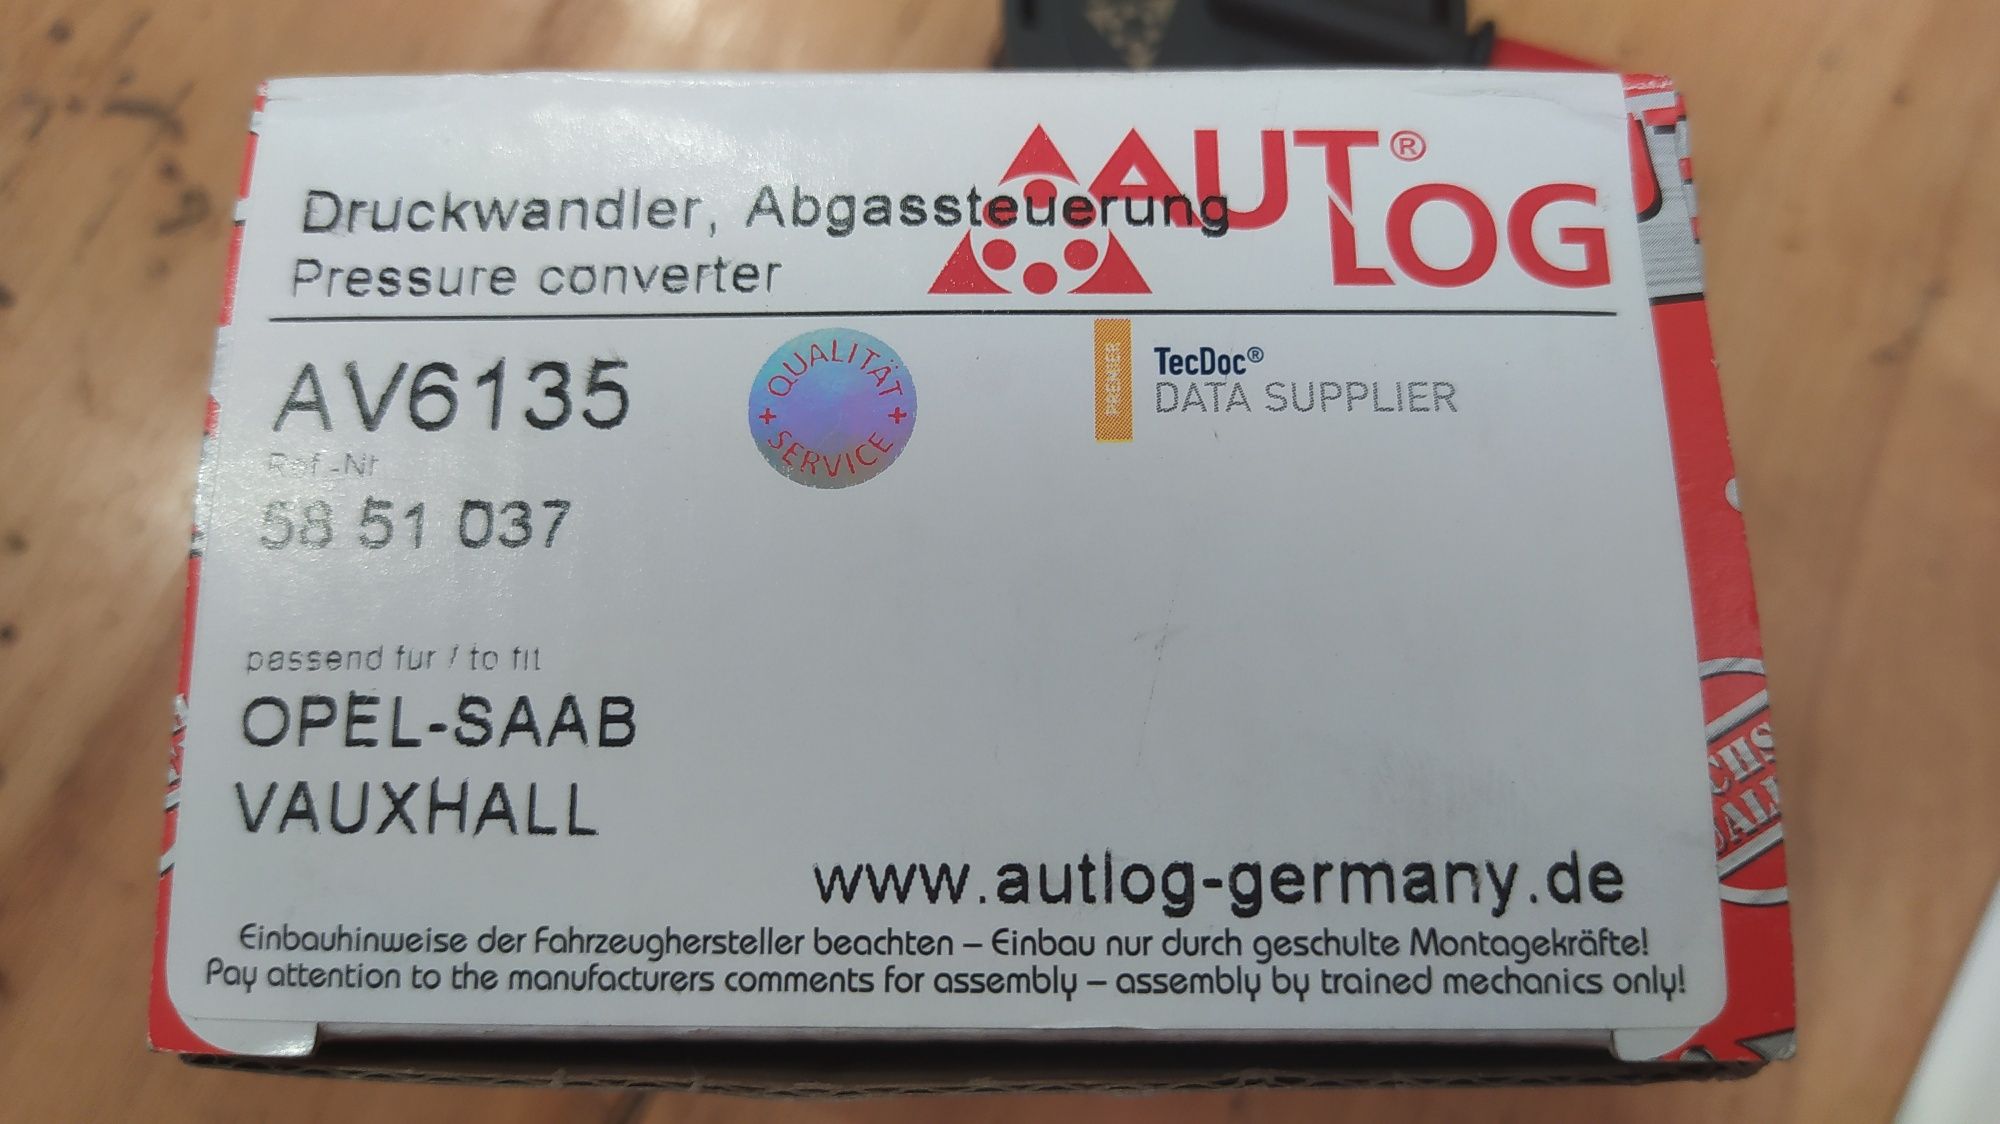 AUTLOG®
Druckwandler, Abgassteuerung
Pressure converter
AV6135
QUALITÄT + SERVICE +
PREMIER
TecDoc®
DATA SUPPLIER
Ref.-Nr
58 51 037
passend fur / to fit
OPEL-SAAB
VAUXHALL
www.autlog-germany.de
Einbauhinweise der Fahrzeughersteller beachten – Einbau nur durch geschulte Montagekräfte!
Pay attention to the manufacturers comments for assembly – assembly by trained mechanics only!